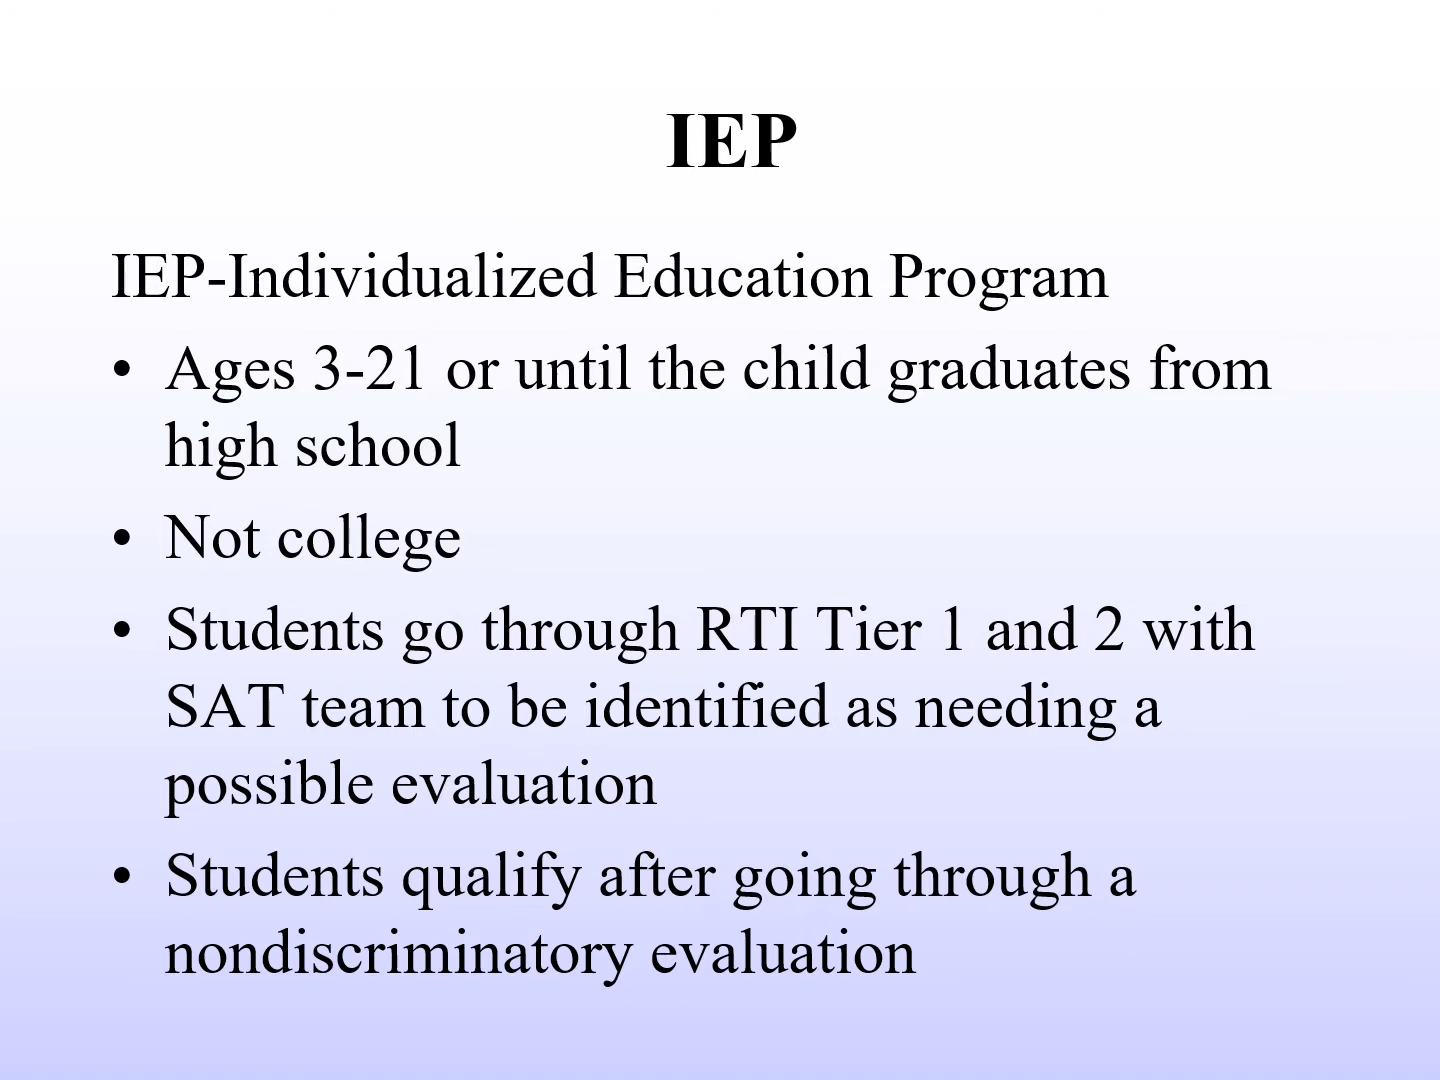 IEP
IEP-Individualized Education Program
• Ages 3-21 or until the child graduates from
high school
• Not college
• Students go through RTI Tier 1 and 2 with
SAT team to be identified as needing a
possible evaluation
• Students qualify after going through a
nondiscriminatory evaluation